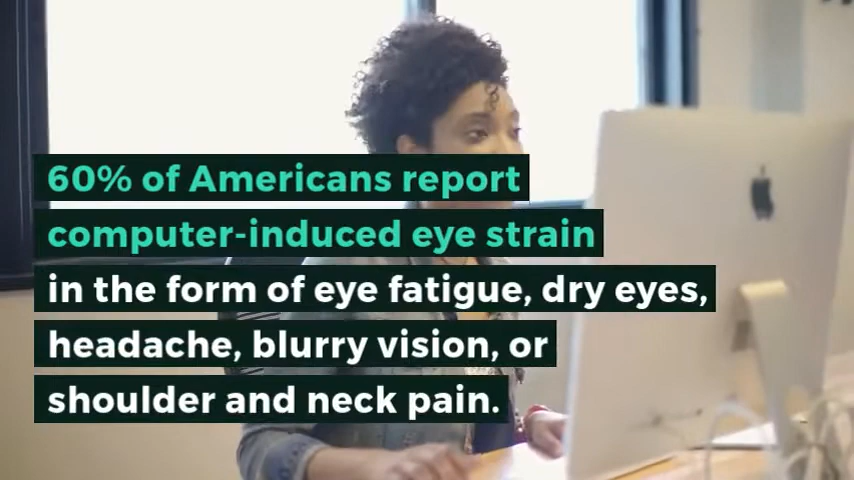 60% of Americans report
computer-induced eye strain
in the form of eye fatigue, dry eyes,
headache, blurry vision, or
shoulder and neck pain.